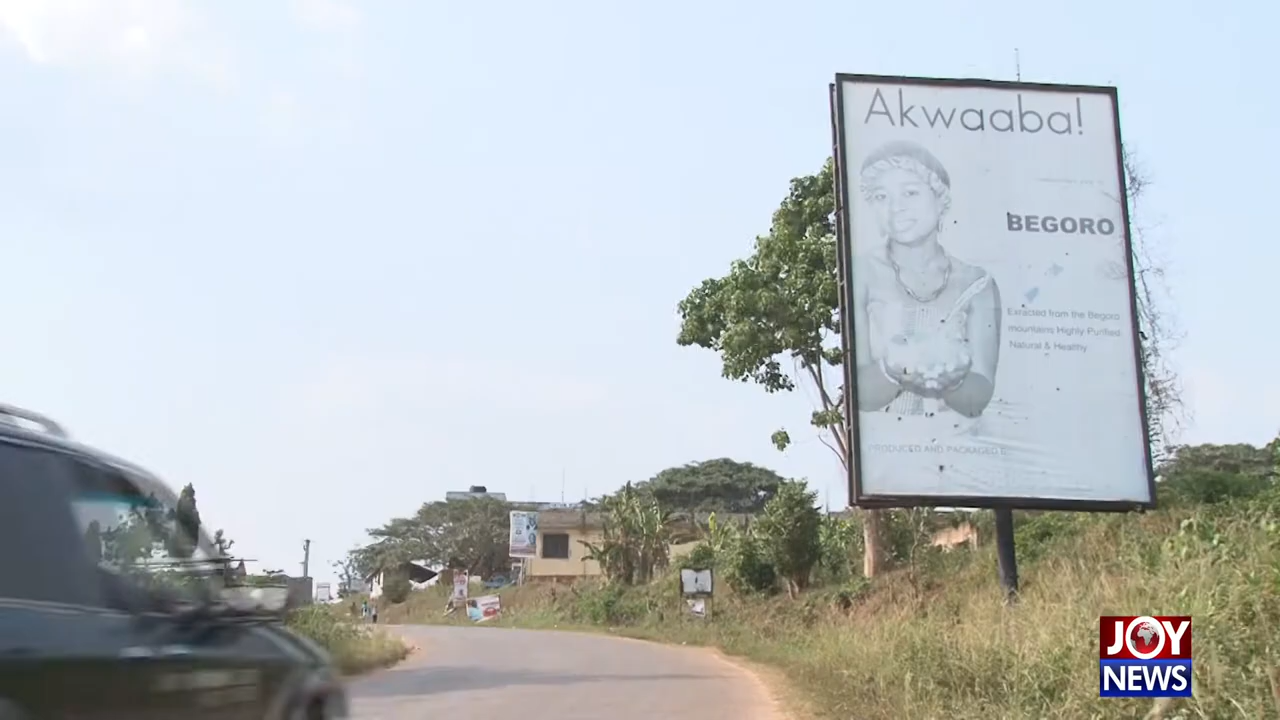 Akwaaba!
BEGORO
Extracted from the Begoro
mountains Highly Purified
Natural & Healthy
PRODUCED AND PACKAGED
JOY
NEWS